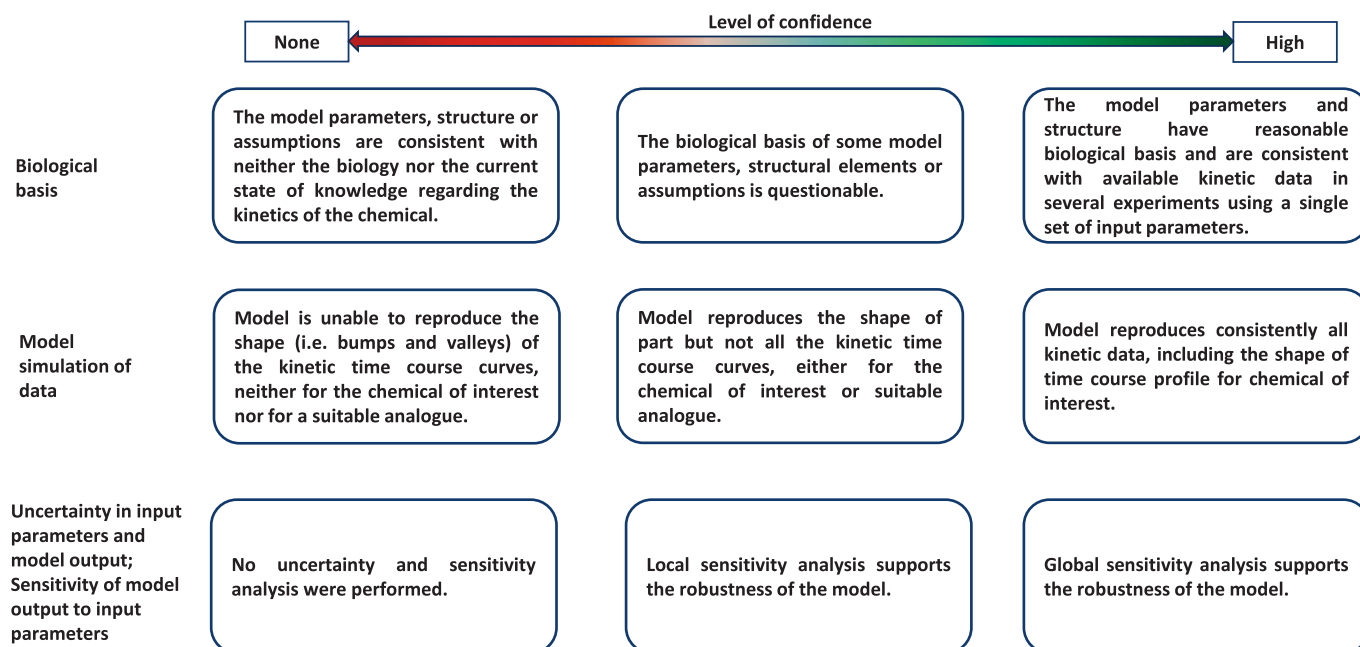 Level of confidence
None
High
Biological
basis
The model parameters, structure or
assumptions are consistent with
neither the biology nor the current
state of knowledge regarding the
kinetics of the chemical.
The biological basis of some model
parameters, structural elements or
assumptions is questionable.
The model parameters and
structure have reasonable
biological basis and are consistent
with available kinetic data in
several experiments using a single
set of input parameters.
Model
simulation of
data
Model is unable to reproduce the
shape (i.e. bumps and valleys) of
the kinetic time course curves,
neither for the chemical of interest
nor for a suitable analogue.
Model reproduces the shape of
part but not all the kinetic time
course curves, either for the
chemical of interest or suitable
analogue.
Model reproduces consistently all
kinetic data, including the shape of
time course profile for chemical of
interest.
Uncertainty in input
parameters and
model output;
Sensitivity of model
output to input
parameters
No uncertainty and sensitivity
analysis were performed.
Local sensitivity analysis supports
the robustness of the model.
Global sensitivity analysis supports
the robustness of the model.